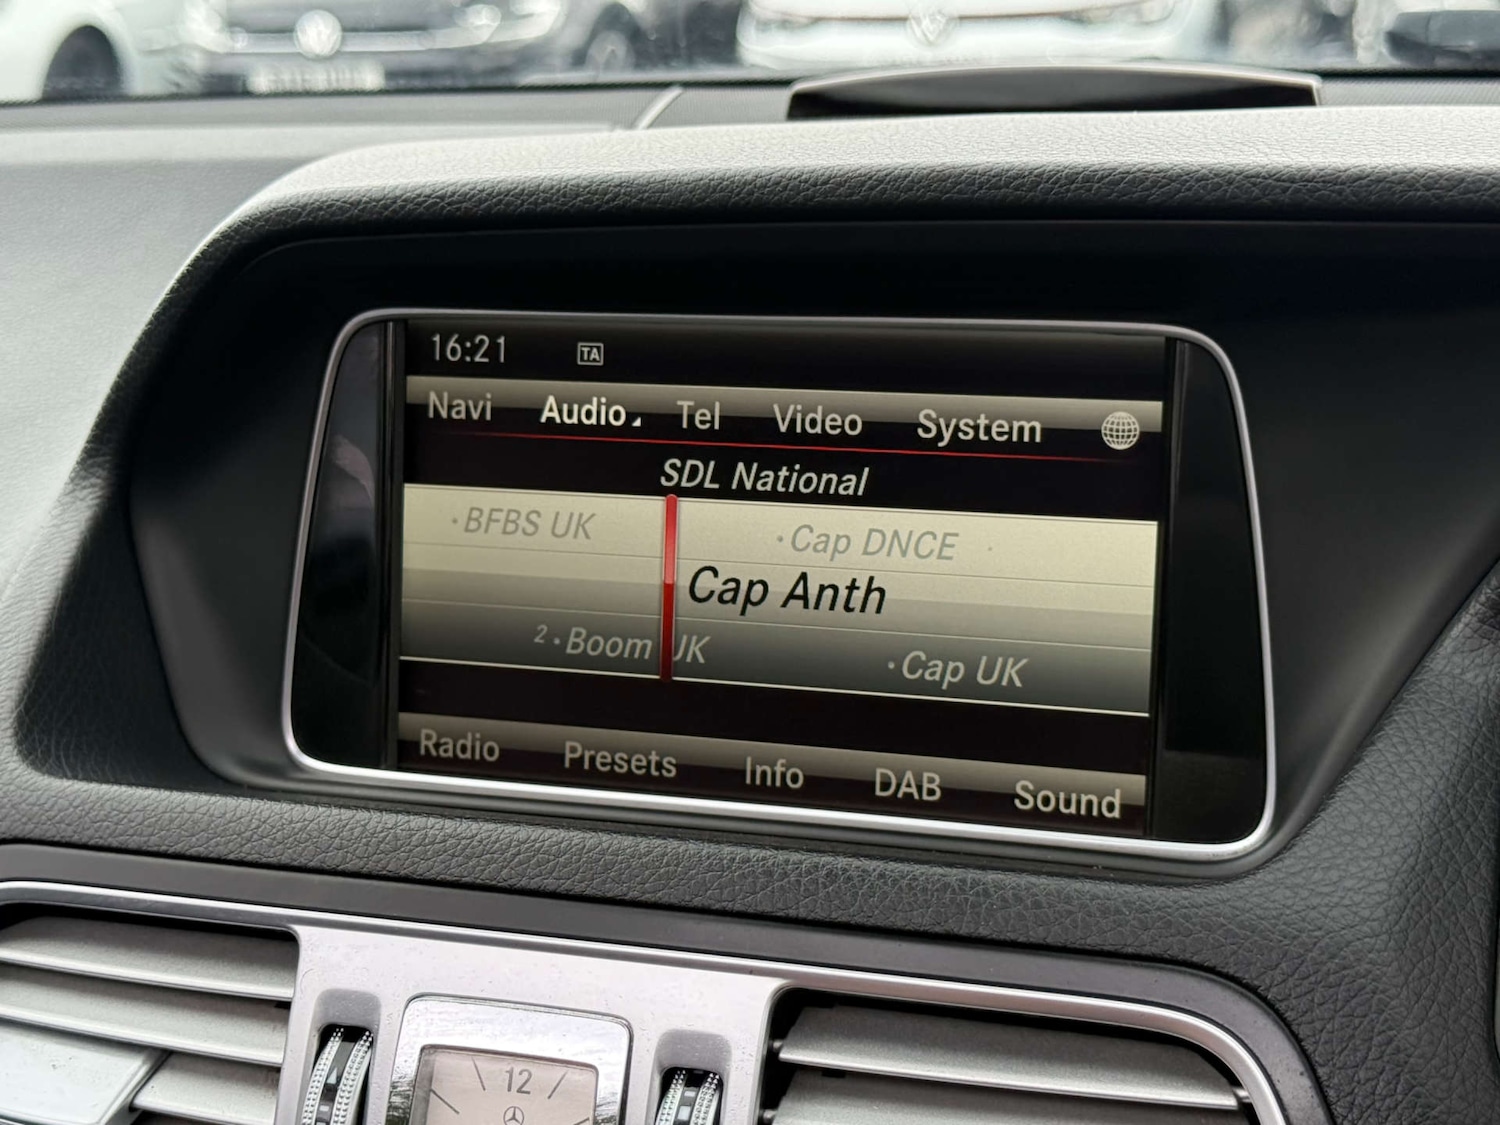 16:21 TA
Navi Audio Tel Video System
SDL National
·BFBS UK ·Cap DNCE ·
Cap Anth
2·Boom UK ·Cap UK
Radio Presets Info DAB Sound
12